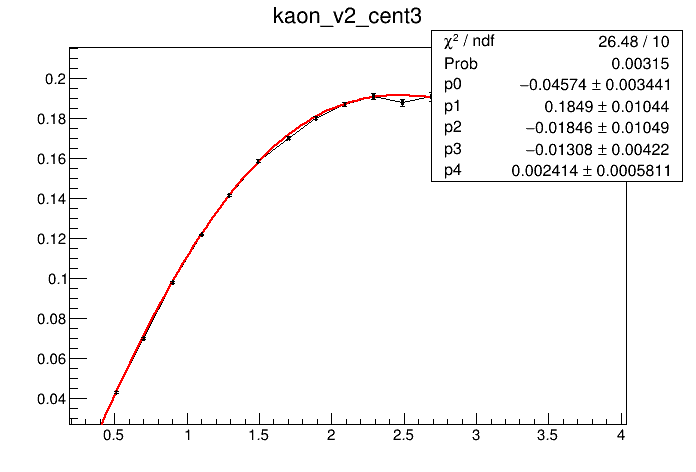 kaon_v2_cent3
χ² / ndf 26.48 / 10
Prob 0.00315
p0 −0.04574 ± 0.003441
p1 0.1849 ± 0.01044
p2 −0.01846 ± 0.01049
p3 −0.01308 ± 0.00422
p4 0.002414 ± 0.0005811
0.2
0.18
0.16
0.14
0.12
0.1
0.08
0.06
0.04
0.5 1 1.5 2 2.5 3 3.5 4